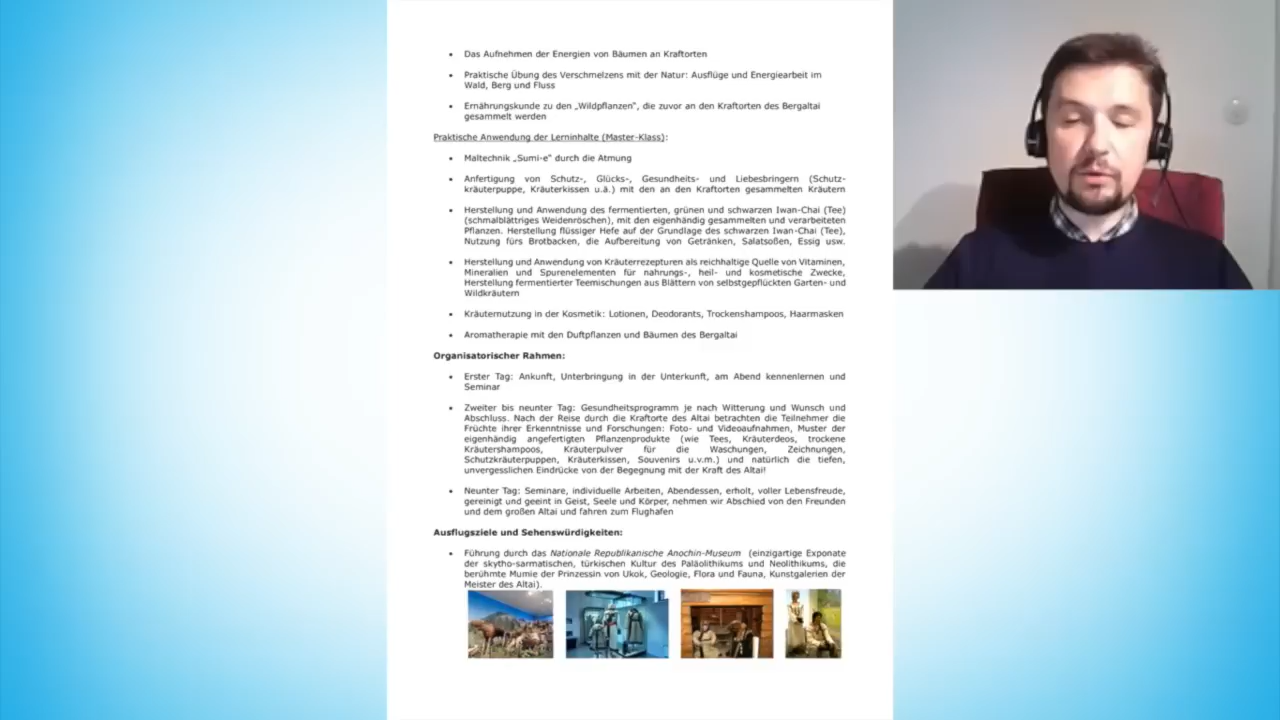 • Das Aufnehmen der Energien von Bäumen an Kraftorten
• Praktische Übung des Verschmelzens mit der Natur: Ausflüge und Energiearbeit im
Wald, Berg und Fluss
• Ernährungskunde zu den „Wildpflanzen", die zuvor an den Kraftorten des Bergaltai
gesammelt werden
Praktische Anwendung der Lerninhalte (Master-Klass):
• Maltechnik „Sumi-e" durch die Atmung
• Anfertigung von Schutz-, Glücks-, Gesundheits- und Liebesbringern (Schutz-
kräuterpuppe, Kräuterkissen u.ä.) mit den an den Kraftorten gesammelten Kräutern
• Herstellung und Anwendung des fermentierten, grünen und schwarzen Iwan-Chai (Tee)
(schmalblättriges Weidenröschen), mit den eigenhändig gesammelten und verarbeiteten
Pflanzen. Herstellung flüssiger Hefe auf der Grundlage des schwarzen Iwan-Chai (Tee),
Nutzung fürs Brotbacken, die Aufbereitung von Getränken, Salatsoßen, Essig usw.
• Herstellung und Anwendung von Kräuterrezepturen als reichhaltige Quelle von Vitaminen,
Mineralien und Spurenelementen für nahrungs-, heil- und kosmetische Zwecke,
Herstellung fermentierter Teemischungen aus Blättern von selbstgepflückten Garten- und
Wildkräutern
• Kräuternutzung in der Kosmetik: Lotionen, Deodorants, Trockenshampoos, Haarmasken
• Aromatherapie mit den Duftpflanzen und Bäumen des Bergaltai
Organisatorischer Rahmen:
• Erster Tag: Ankunft, Unterbringung in der Unterkunft, am Abend kennenlernen und
Seminar
• Zweiter bis neunter Tag: Gesundheitsprogramm je nach Witterung und Wunsch und
Abschluss. Nach der Reise durch die Kraftorte des Altai betrachten die Teilnehmer die
Früchte ihrer Erkenntnisse und Forschungen: Foto- und Videoaufnahmen, Muster der
eigenhändig angefertigten Pflanzenprodukte (wie Tees, Kräuterdeos, trockene
Kräutershampoos, Kräuterpulver für die Waschungen, Zeichnungen,
Schutzkräuterpuppen, Kräuterkissen, Souvenirs u.v.m.) und natürlich die tiefen,
unvergesslichen Eindrücke von der Begegnung mit der Kraft des Altai!
• Neunter Tag: Seminare, individuelle Arbeiten, Abendessen, erholt, voller Lebensfreude,
gereinigt und geeint in Geist, Seele und Körper, nehmen wir Abschied von den Freunden
und dem großen Altai und fahren zum Flughafen
Ausflugsziele und Sehenswürdigkeiten:
• Führung durch das Nationale Republikanische Anochin-Museum (einzigartige Exponate
der skytho-sarmatischen, türkischen Kultur des Paläolithikums und Neolithikums, die
berühmte Mumie der Prinzessin von Ukok, Geologie, Flora und Fauna, Kunstgalerien der
Meister des Altai).